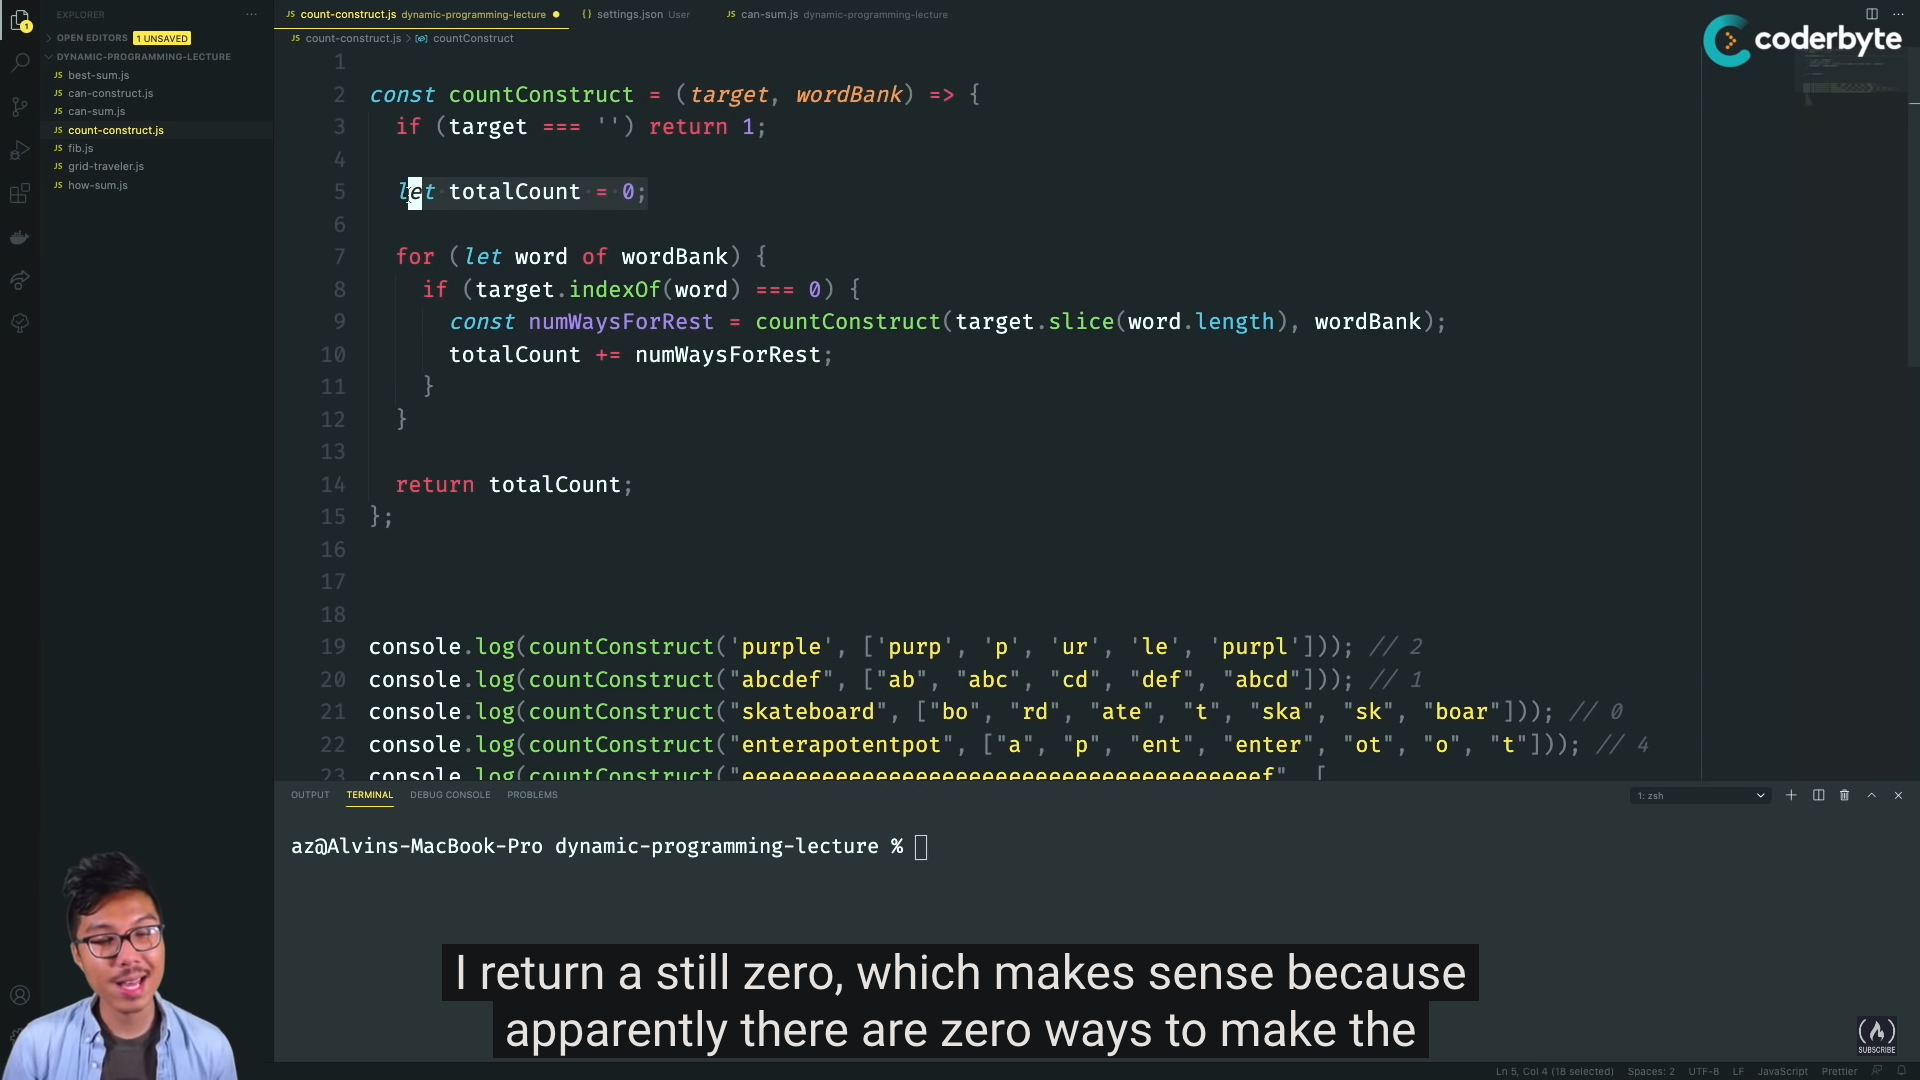 EXPLORER
OPEN EDITORS 1 UNSAVED
DYNAMIC-PROGRAMMING-LECTURE
JS best-sum.js
JS can-construct.js
JS can-sum.js
JS count-construct.js
JS fib.js
JS grid-traveler.js
JS how-sum.js
JS count-construct.js dynamic-programming-lecture
{} settings.json User
JS can-sum.js dynamic-programming-lecture
JS count-construct.js > countConstruct
coderbyte
1
2 const countConstruct = (target, wordBank) => {
3 if (target === '') return 1;
4
5 let totalCount = 0;
6
7 for (let word of wordBank) {
8 if (target.indexOf(word) === 0) {
9 const numWaysForRest = countConstruct(target.slice(word.length), wordBank);
10 totalCount += numWaysForRest;
11 }
12 }
13
14 return totalCount;
15 };
16
17
18
19 console.log(countConstruct('purple', ['purp', 'p', 'ur', 'le', 'purpl'])); // 2
20 console.log(countConstruct("abcdef", ["ab", "abc", "cd", "def", "abcd"])); // 1
21 console.log(countConstruct("skateboard", ["bo", "rd", "ate", "t", "ska", "sk", "boar"])); // 0
22 console.log(countConstruct("enterapotentpot", ["a", "p", "ent", "enter", "ot", "o", "t"])); // 4
23 console.log(countConstruct("eeeeeeeeeeeeeeeeeeeeeeeeeeeeeeeeeeeeeeef", [
OUTPUT TERMINAL DEBUG CONSOLE PROBLEMS
1: zsh
az@Alvins-MacBook-Pro dynamic-programming-lecture %
I return a still zero, which makes sense because
apparently there are zero ways to make the
SUBSCRIBE
Ln 5, Col 4 (18 selected) Spaces: 2 UTF-8 LF JavaScript Prettier